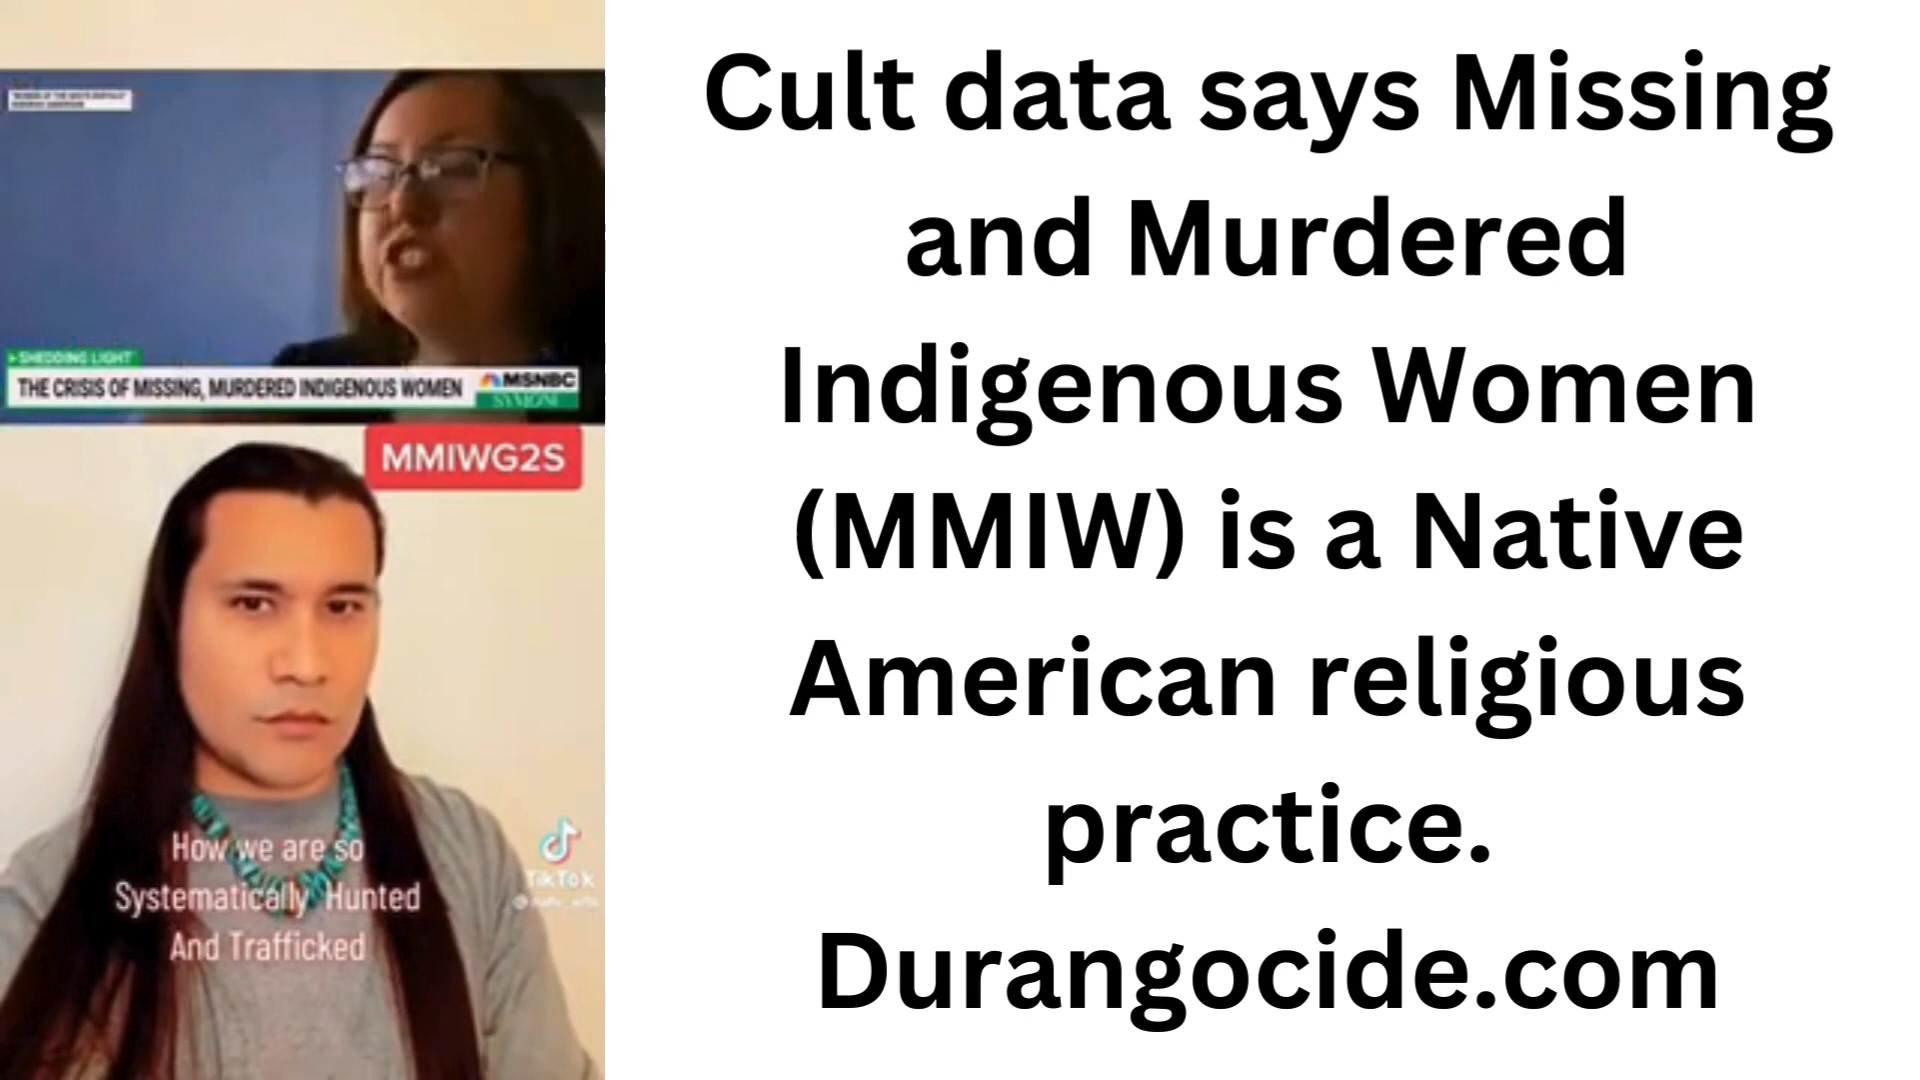 SHEDDING LIGHT
THE CRISIS OF MISSING, MURDERED INDIGENOUS WOMEN
MSNBC
SYMONE
MMIWG2S
How we are so
Systematically Hunted
And Trafficked
TikTok
Cult data says Missing
and Murdered
Indigenous Women
(MMIW) is a Native
American religious
practice.
Durangocide.com